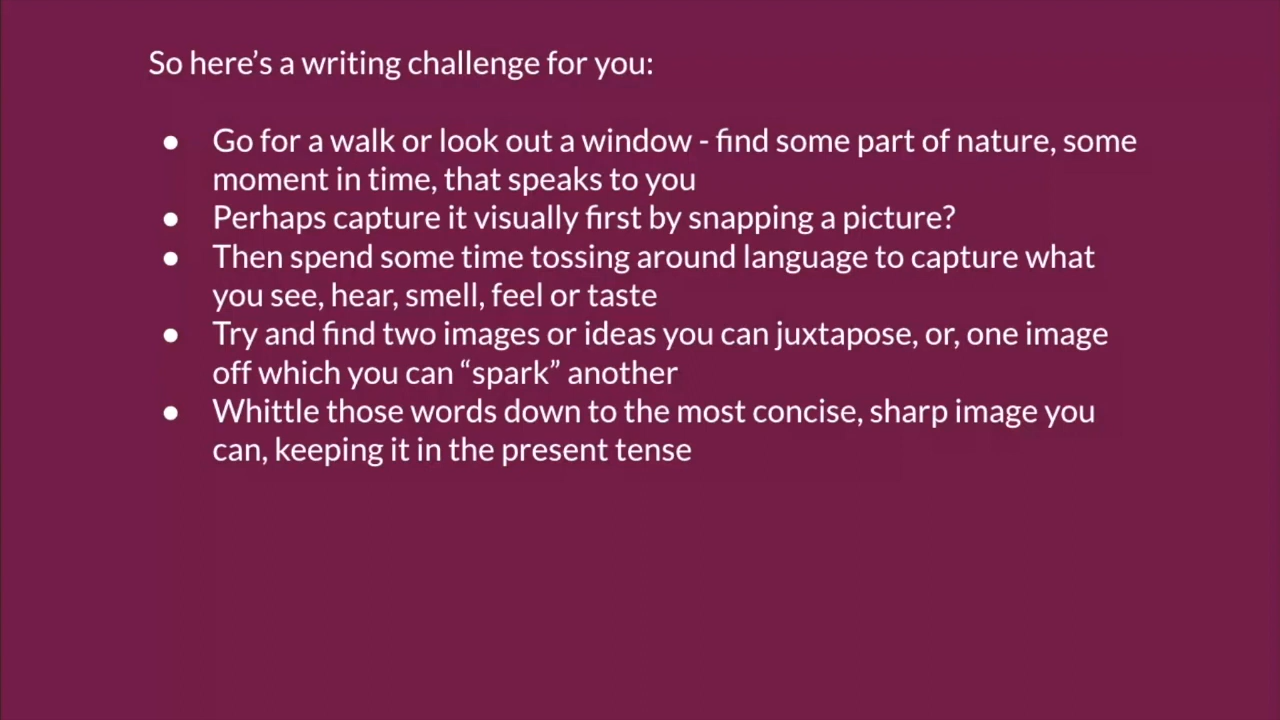 So here’s a writing challenge for you:
● Go for a walk or look out a window - find some part of nature, some
moment in time, that speaks to you
● Perhaps capture it visually first by snapping a picture?
● Then spend some time tossing around language to capture what
you see, hear, smell, feel or taste
● Try and find two images or ideas you can juxtapose, or, one image
off which you can “spark” another
● Whittle those words down to the most concise, sharp image you
can, keeping it in the present tense